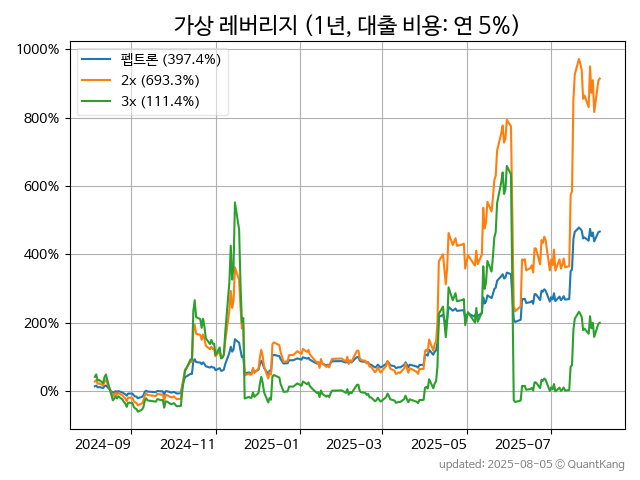 가상 레버리지 (1년, 대출 비용: 연 5%)
1000%
800%
600%
400%
200%
0%
펩트론 (397.4%)
2x (693.3%)
3x (111.4%)
2024-09
2024-11
2025-01
2025-03
2025-05
2025-07
updated: 2025-08-05 © QuantKang